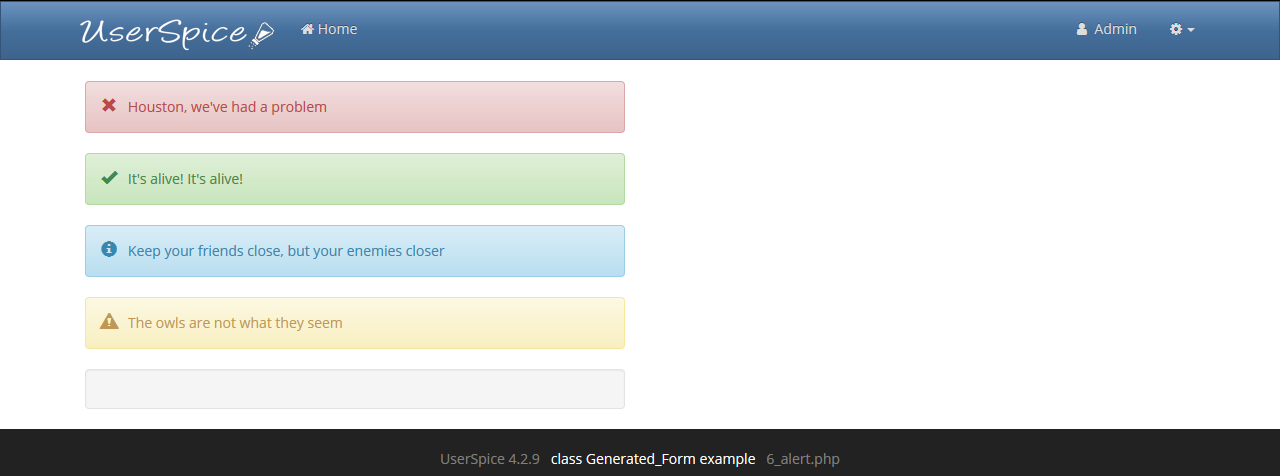 UserSpice Home Admin
Houston, we've had a problem
It's alive! It's alive!
Keep your friends close, but your enemies closer
The owls are not what they seem
UserSpice 4.2.9 class Generated_Form example 6_alert.php